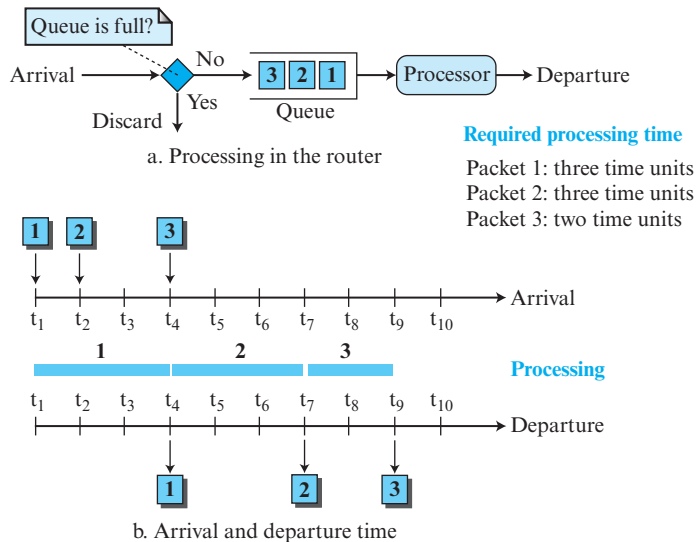 Queue is full?
Arrival
No
3 2 1
Processor
Departure
Yes
Queue
Discard
a. Processing in the router
Required processing time
Packet 1: three time units
Packet 2: three time units
Packet 3: two time units
1 2 3
Arrival
t1 t2 t3 t4 t5 t6 t7 t8 t9 t10
1 2 3
Processing
t1 t2 t3 t4 t5 t6 t7 t8 t9 t10
Departure
1 2 3
b. Arrival and departure time